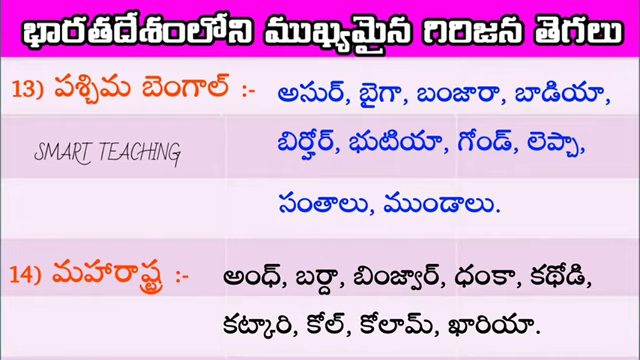 భారతదేశంలోని ముఖ్యమైన గిరిజన తెగలు
13) పశ్చిమ బెంగాల్ :- అసుర్, బైగా, బంజారా, బాడియా,
SMART TEACHING బిర్హోర్, భుటియా, గోండ్, లెప్చా,
సంతాలు, ముండాలు.
14) మహారాష్ట్ర :- అంధ్, బర్దా, బింజ్వార్, ధంకా, కథోడి,
కట్కారి, కోల్, కోలామ్, ఖారియా.